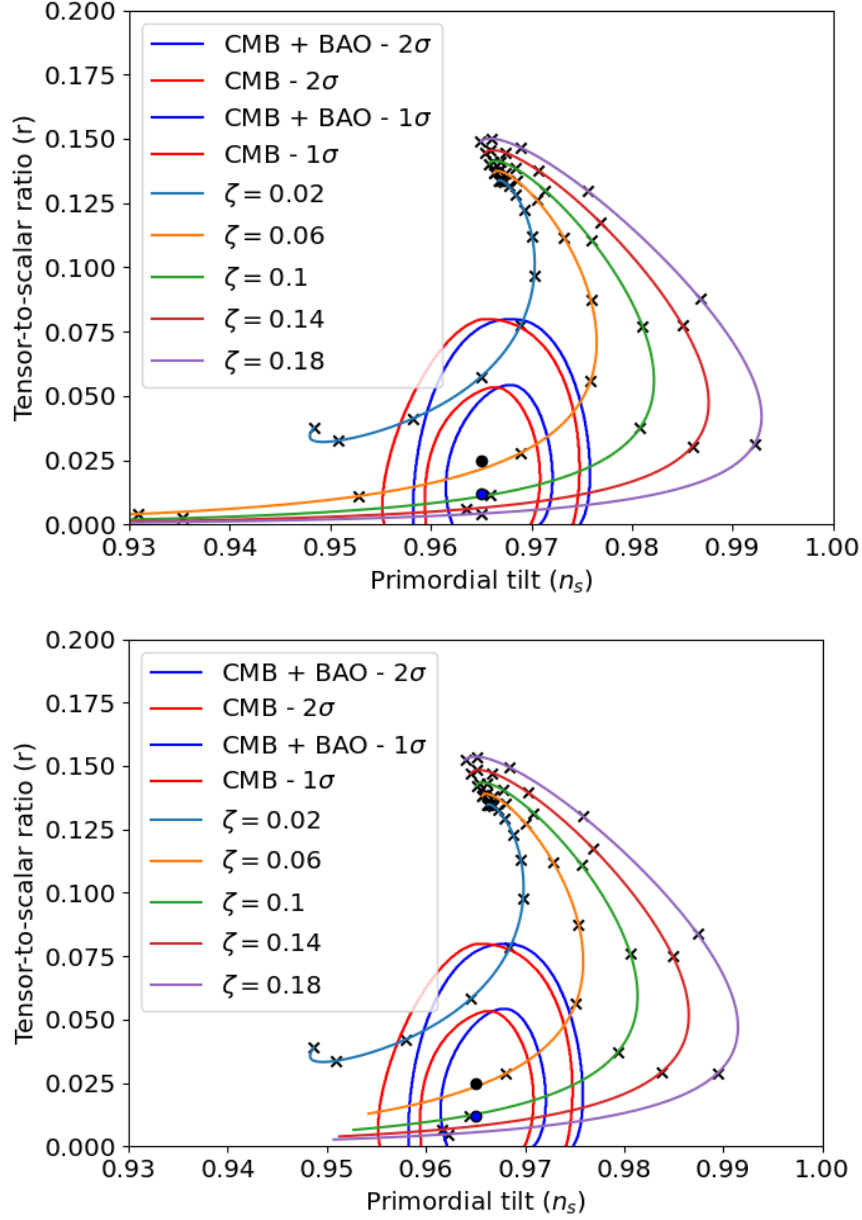 0.200
0.175
0.150
0.125
0.100
0.075
0.050
0.025
0.000
Tensor-to-scalar ratio (r)
CMB + BAO - 2σ
CMB - 2σ
CMB + BAO - 1σ
CMB - 1σ
ζ = 0.02
ζ = 0.06
ζ = 0.1
ζ = 0.14
ζ = 0.18
0.93 0.94 0.95 0.96 0.97 0.98 0.99 1.00
Primordial tilt (nₛ)
0.200
0.175
0.150
0.125
0.100
0.075
0.050
0.025
0.000
Tensor-to-scalar ratio (r)
CMB + BAO - 2σ
CMB - 2σ
CMB + BAO - 1σ
CMB - 1σ
ζ = 0.02
ζ = 0.06
ζ = 0.1
ζ = 0.14
ζ = 0.18
0.93 0.94 0.95 0.96 0.97 0.98 0.99 1.00
Primordial tilt (nₛ)